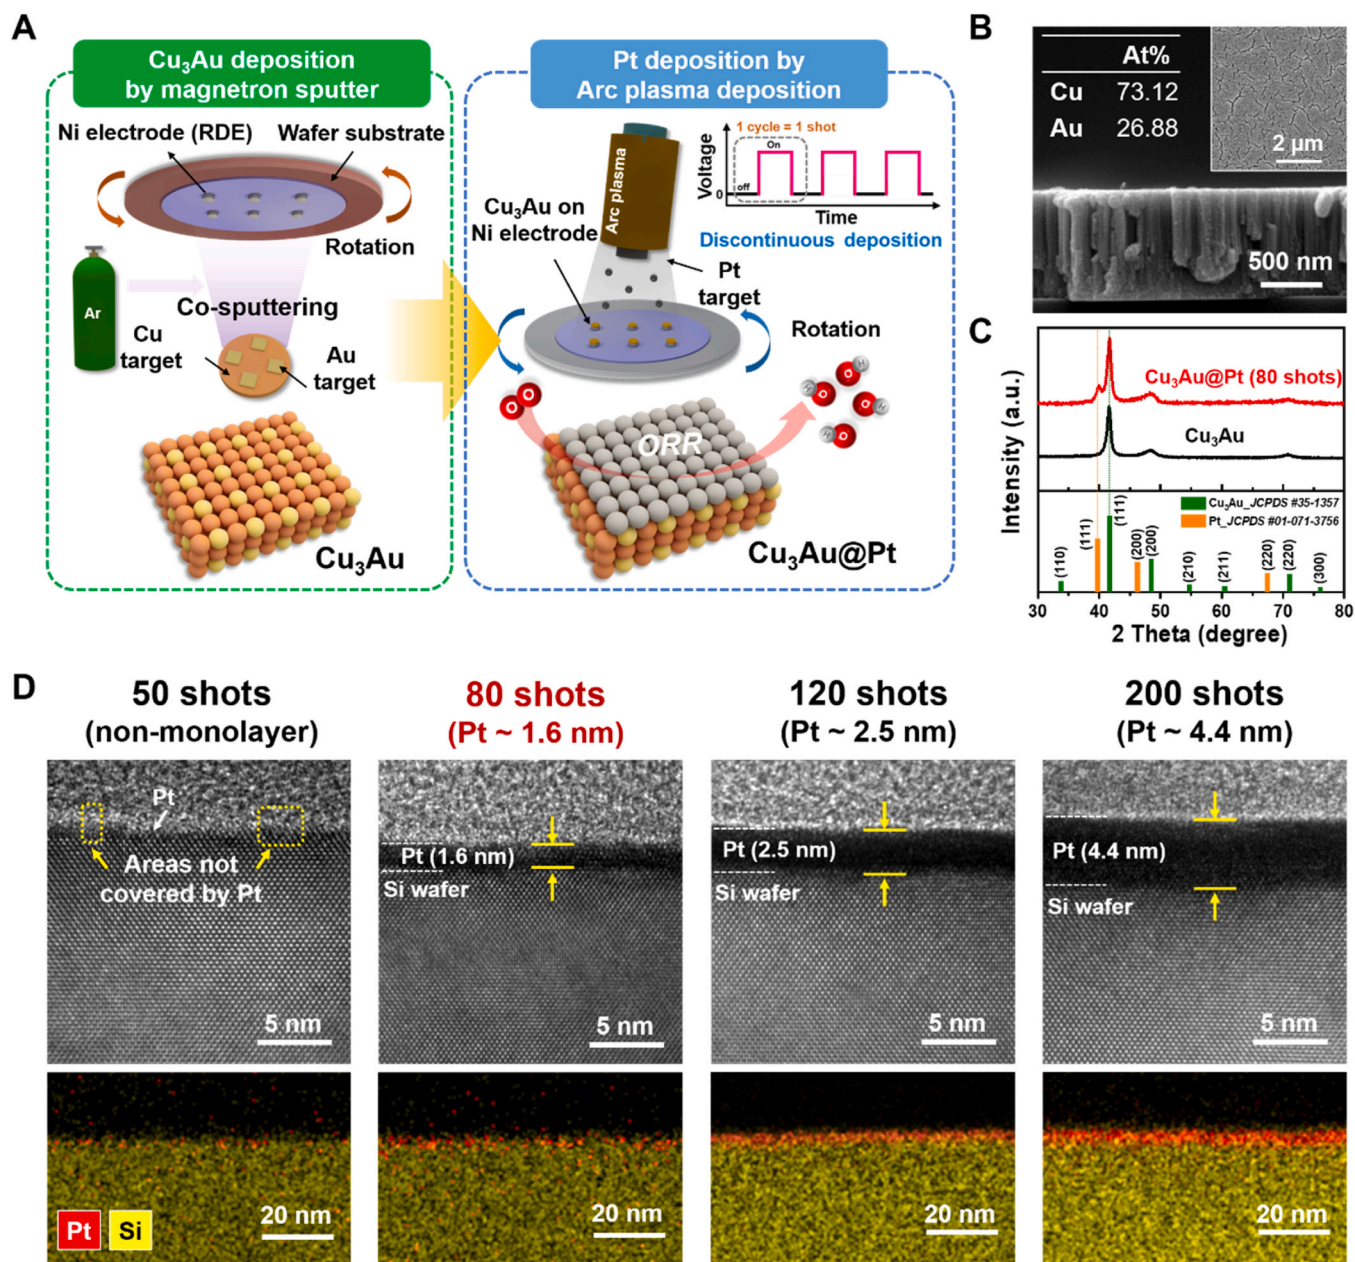 A
Cu₃Au deposition
by magnetron sputter
Ni electrode (RDE)
Wafer substrate
Rotation
Ar
Co-sputtering
Cu
target
Au
target
Cu₃Au
Pt deposition by
Arc plasma deposition
Arc plasma
1 cycle = 1 shot
On
off
0
Voltage
Time
Discontinuous deposition
Cu₃Au on
Ni electrode
Pt
target
Rotation
O
O
H
O
H
O
H
O
H
O
ORR
Cu₃Au@Pt
B
At%
Cu 73.12
Au 26.88
2 µm
500 nm
C
Intensity (a.u.)
Cu₃Au@Pt (80 shots)
Cu₃Au
Cu₃Au_JCPDS #35-1357
Pt_JCPDS #01-071-3756
(110)
(111)
(111)
(200)
(200)
(210)
(211)
(220)
(220)
(300)
30 40 50 60 70 80
2 Theta (degree)
D
50 shots
(non-monolayer)
Pt
Areas not
covered by Pt
5 nm
80 shots
(Pt ~ 1.6 nm)
Pt (1.6 nm)
Si wafer
5 nm
120 shots
(Pt ~ 2.5 nm)
Pt (2.5 nm)
Si wafer
5 nm
200 shots
(Pt ~ 4.4 nm)
Pt (4.4 nm)
Si wafer
5 nm
Pt Si
20 nm
20 nm
20 nm
20 nm